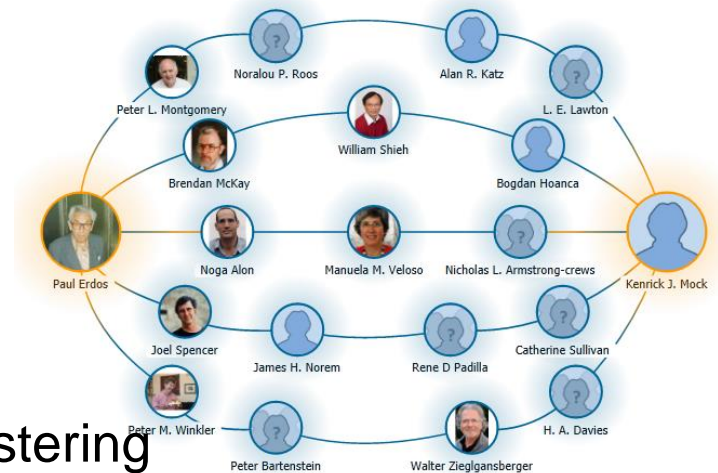 Noralou P. Roos
Alan R. Katz
Peter L. Montgomery
L. E. Lawton
William Shieh
Brendan McKay
Bogdan Hoanca
Paul Erdos
Noga Alon
Manuela M. Veloso
Nicholas L. Armstrong-crews
Kenrick J. Mock
Joel Spencer
James H. Norem
Rene D Padilla
Catherine Sullivan
Peter M. Winkler
H. A. Davies
stering
Peter Bartenstein
Walter Zieglgansberger